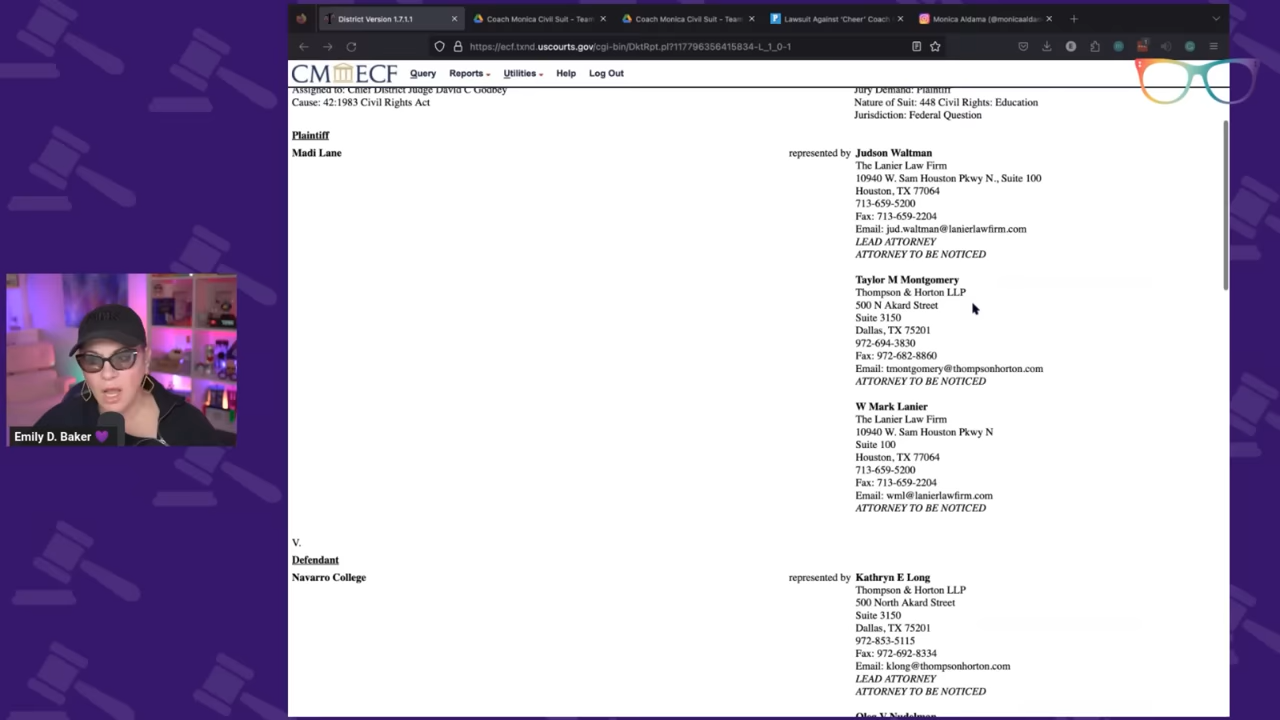 District Version 1.7.1.1
Coach Monica Civil Suit - Team
Coach Monica Civil Suit - Team
Lawsuit Against 'Cheer' Coach
Monica Aldama (@monicaaldam
https://ecf.txnd.uscourts.gov/cgi-bin/DktRpt.pl?117796356415834-L_1_0-1
CM ECF Query Reports Utilities Help Log Out
Assigned to: Chief District Judge David C Godbey
Cause: 42:1983 Civil Rights Act
Jury Demand: Plaintiff
Nature of Suit: 448 Civil Rights: Education
Jurisdiction: Federal Question
Plaintiff
Madi Lane
represented by Judson Waltman
The Lanier Law Firm
10940 W. Sam Houston Pkwy N., Suite 100
Houston, TX 77064
713-659-5200
Fax: 713-659-2204
Email: jud.waltman@lanierlawfirm.com
LEAD ATTORNEY
ATTORNEY TO BE NOTICED
Taylor M Montgomery
Thompson & Horton LLP
500 N Akard Street
Suite 3150
Dallas, TX 75201
972-694-3830
Fax: 972-682-8860
Email: tmontgomery@thompsonhorton.com
ATTORNEY TO BE NOTICED
W Mark Lanier
The Lanier Law Firm
10940 W. Sam Houston Pkwy N
Suite 100
Houston, TX 77064
713-659-5200
Fax: 713-659-2204
Email: wml@lanierlawfirm.com
ATTORNEY TO BE NOTICED
V.
Defendant
Navarro College
represented by Kathryn E Long
Thompson & Horton LLP
500 North Akard Street
Suite 3150
Dallas, TX 75201
972-853-5115
Fax: 972-692-8334
Email: klong@thompsonhorton.com
LEAD ATTORNEY
ATTORNEY TO BE NOTICED
Oleg V Nudelman
Emily D. Baker 💜